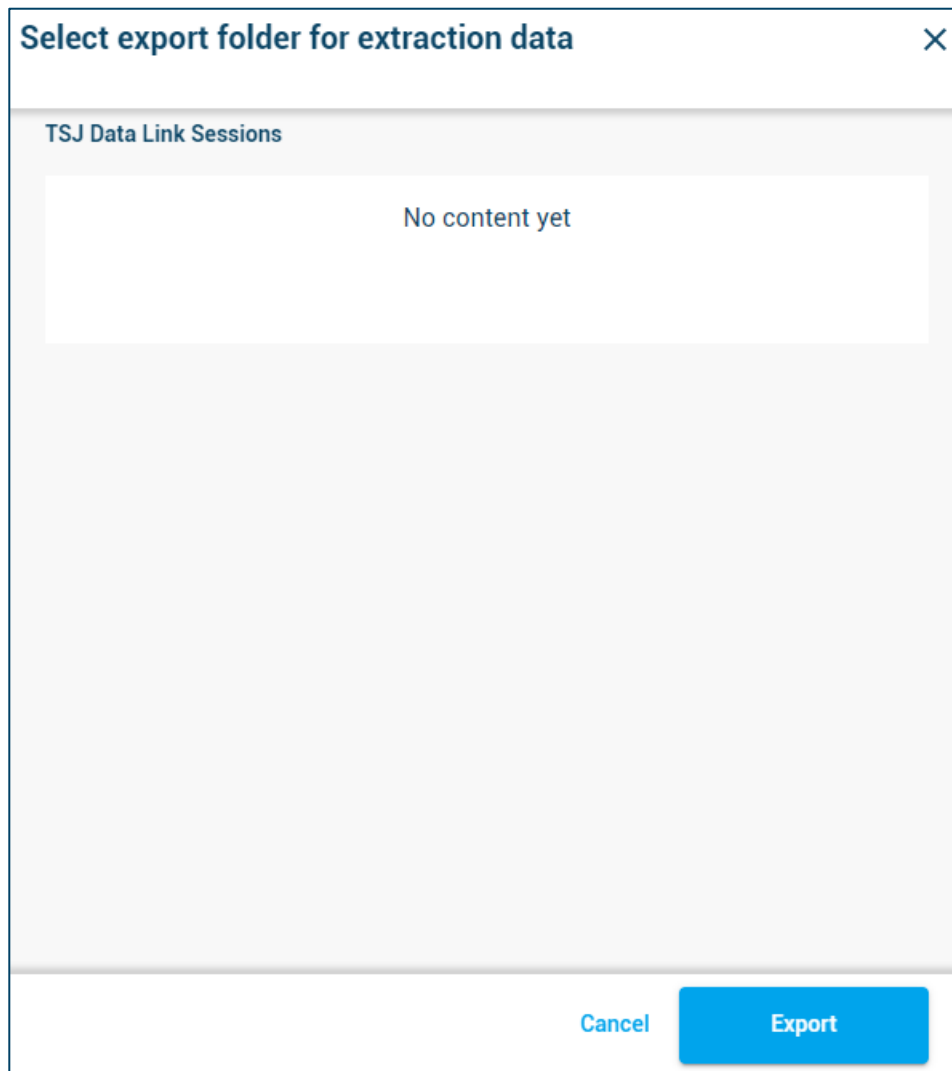 Select export folder for extraction data
TSJ Data Link Sessions
No content yet
Cancel
Export